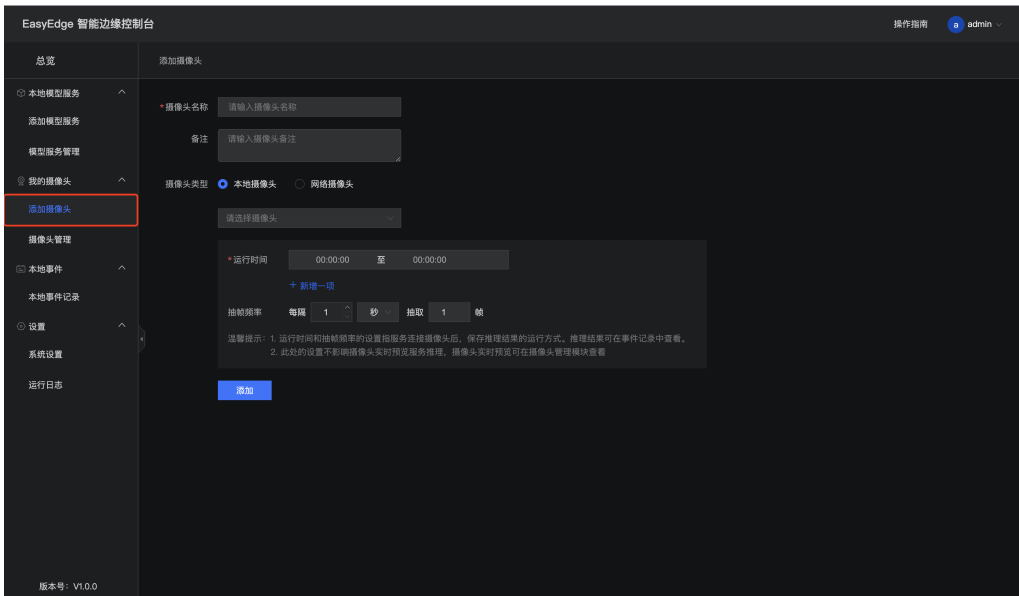 EasyEdge 智能边缘控制台
操作指南
a admin
总览
添加摄像头
本地模型服务
添加模型服务
模型服务管理
我的摄像头
添加摄像头
摄像头管理
本地事件
本地事件记录
设置
系统设置
运行日志
版本号：V1.0.0
*摄像头名称 请输入摄像头名称
备注 请输入摄像头备注
摄像头类型 本地摄像头 网络摄像头
请选择摄像头
*运行时间 00:00:00 至 00:00:00
+ 新增一项
抽帧频率 每隔 1 秒 抽取 1 帧
温馨提示：1. 运行时间和抽帧频率的设置指服务连接摄像头后，保存推理结果的运行方式。推理结果可在事件记录中查看。
2. 此处的设置不影响摄像头实时预览服务推理，摄像头实时预览可在摄像头管理模块查看
添加